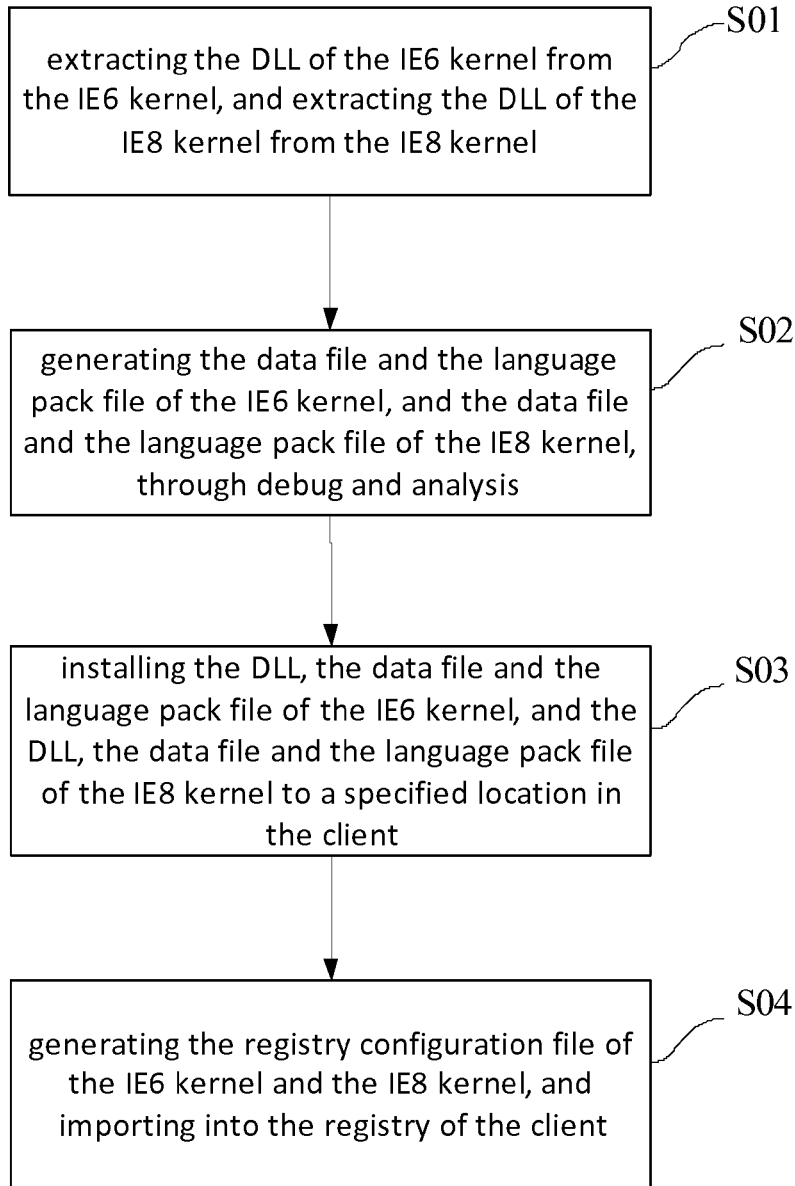 S01
extracting the DLL of the IE6 kernel from
the IE6 kernel, and extracting the DLL of the
IE8 kernel from the IE8 kernel
S02
generating the data file and the language
pack file of the IE6 kernel, and the data file
and the language pack file of the IE8 kernel,
through debug and analysis
S03
installing the DLL, the data file and the
language pack file of the IE6 kernel, and the
DLL, the data file and the language pack file
of the IE8 kernel to a specified location in
the client
S04
generating the registry configuration file of
the IE6 kernel and the IE8 kernel, and
importing into the registry of the client